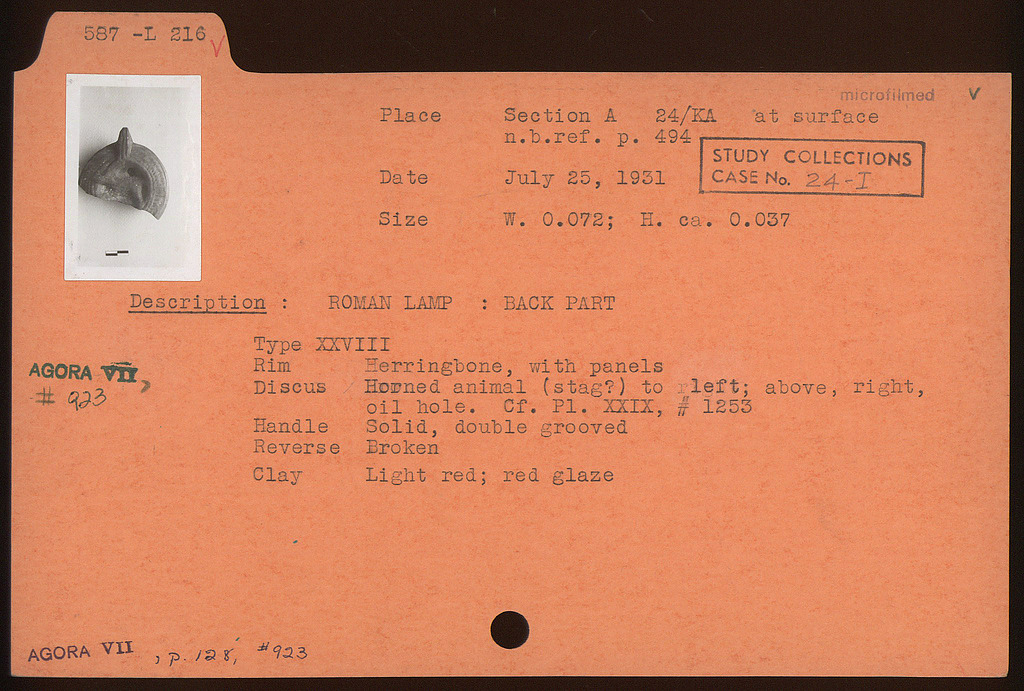 587 -L 216 V
microfilmed V
Place Section A 24/KA at surface
n.b.ref. p. 494
STUDY COLLECTIONS
CASE No. 24-I
Date July 25, 1931
Size W. 0.072; H. ca. 0.037
Description : ROMAN LAMP : BACK PART
Type XXVIII
Rim Herringbone, with panels
Discus Horned animal (stag?) to left; above, right,
oil hole. Cf. Pl. XXIX, # 1253
Handle Solid, double grooved
Reverse Broken
Clay Light red; red glaze
AGORA VII,
# 923
AGORA VII, p. 128, #923